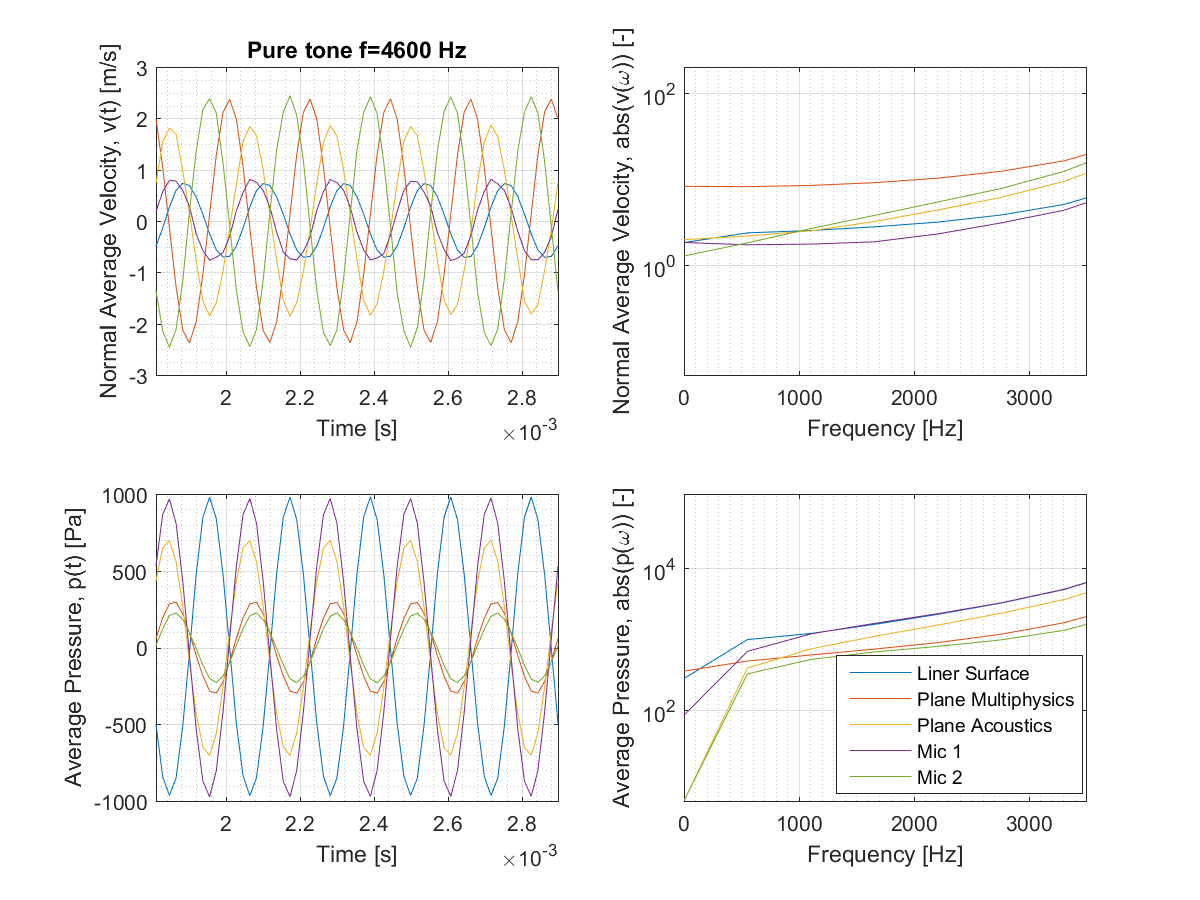 Pure tone f=4600 Hz
Normal Average Velocity, v(t) [m/s]
3
2
1
0
-1
-2
-3
2
2.2
2.4
2.6
2.8
×10-3
Time [s]
Normal Average Velocity, abs(v(ω)) [-]
10^2
10^0
0
1000
2000
3000
Frequency [Hz]
Average Pressure, p(t) [Pa]
1000
500
0
-500
-1000
2
2.2
2.4
2.6
2.8
×10-3
Time [s]
Average Pressure, abs(p(ω)) [-]
10^4
10^2
0
1000
2000
3000
Frequency [Hz]
Liner Surface
Plane Multiphysics
Plane Acoustics
Mic 1
Mic 2